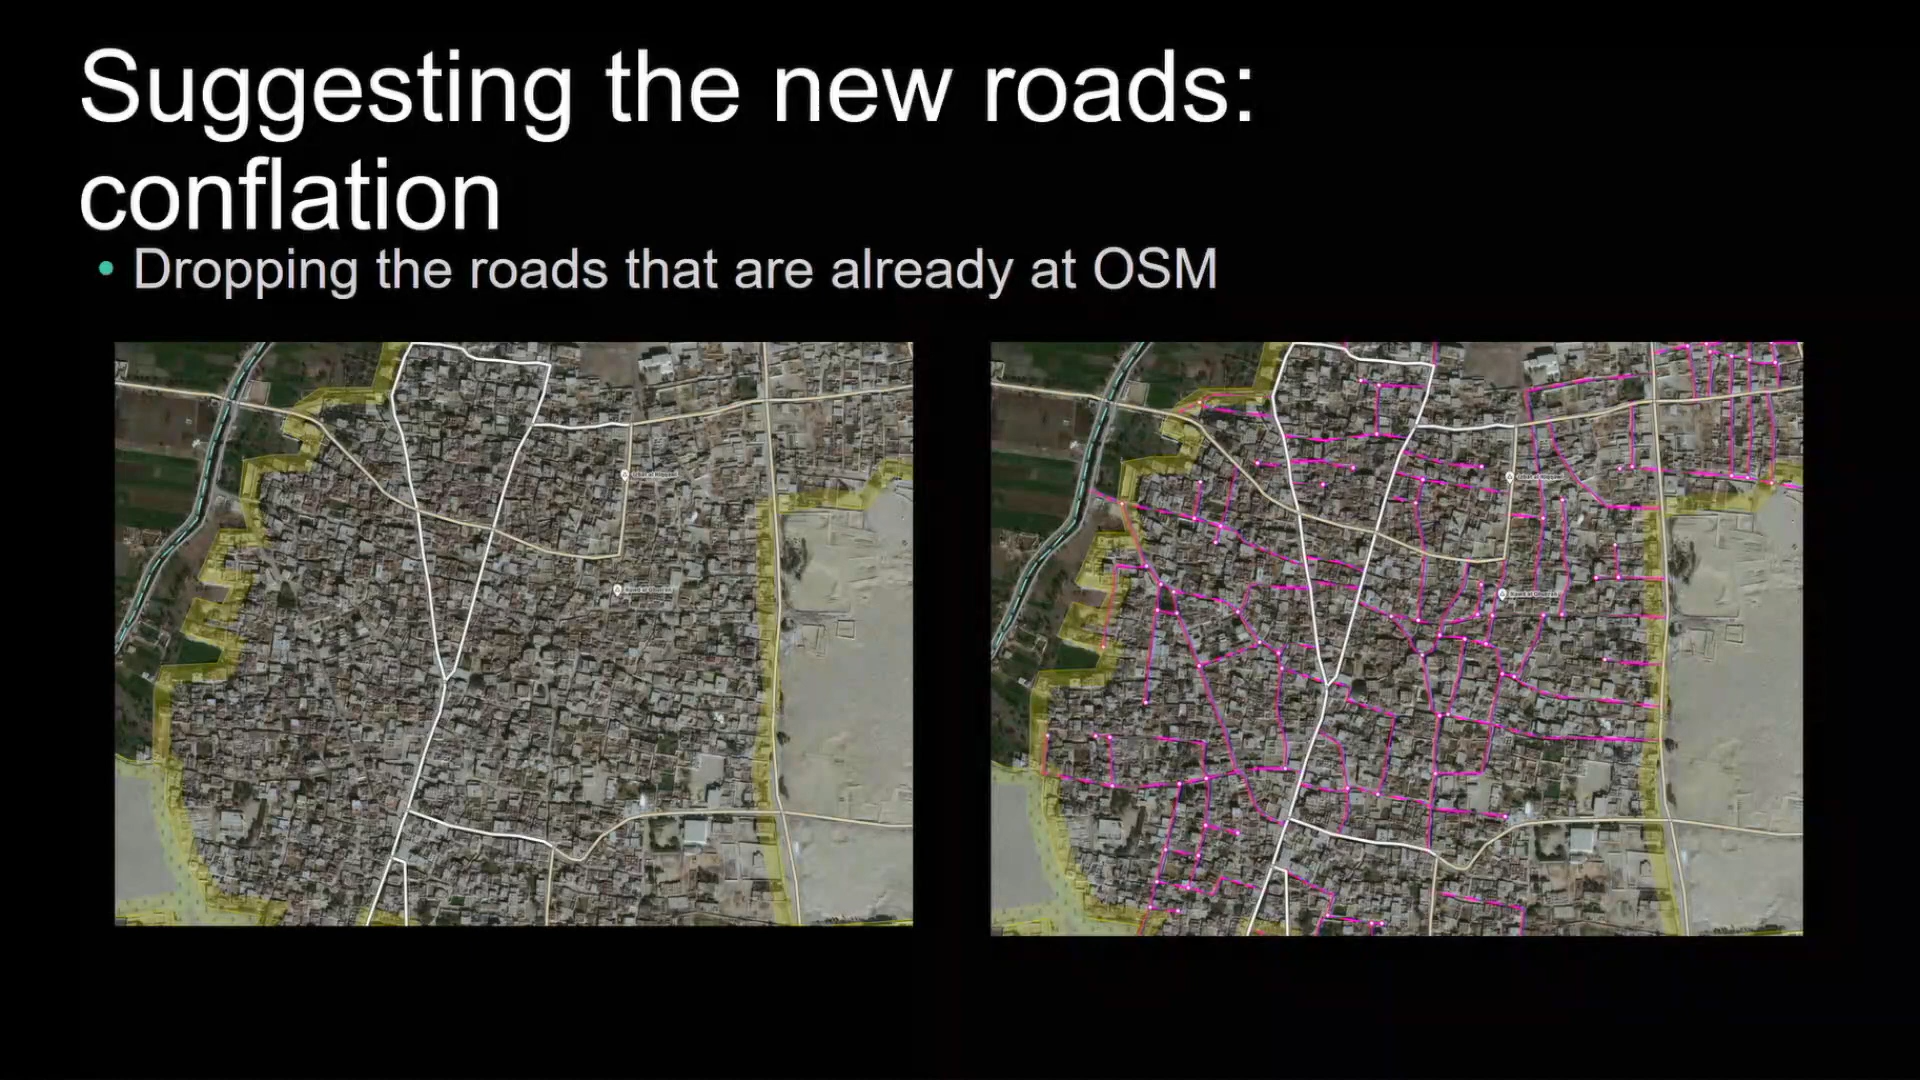 Suggesting the new roads:
conflation
• Dropping the roads that are already at OSM